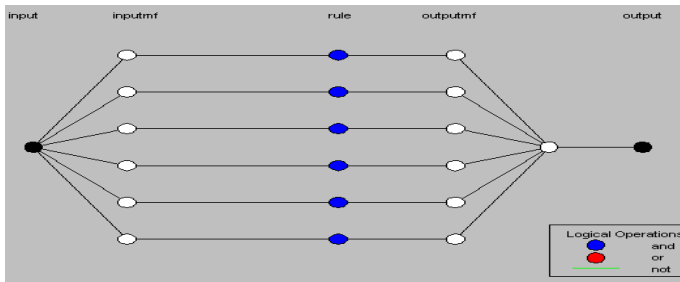 input inputmf rule outputmf output
Logical Operations
and
or
not